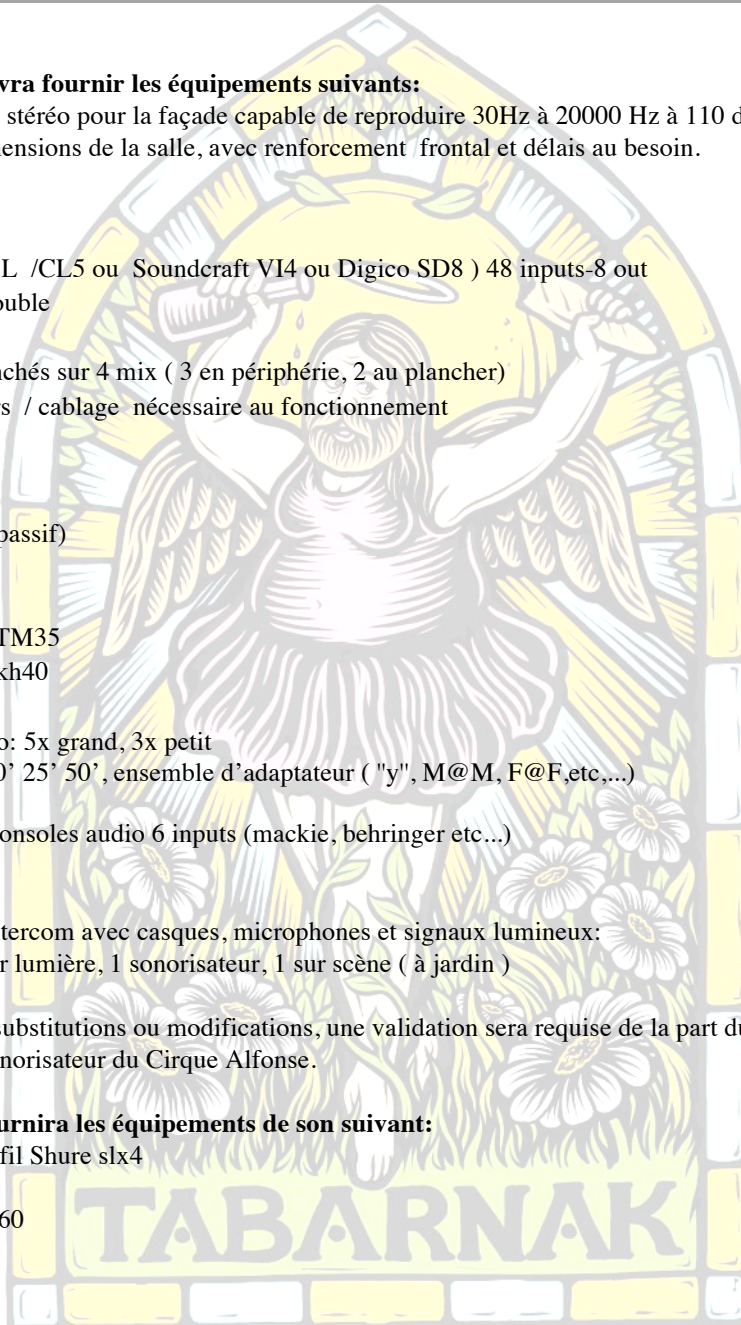 vra fournir les équipements suivants:
stéréo pour la façade capable de reproduire 30Hz à 20000 Hz à 110 d
ensions de la salle, avec renforcement frontal et délais au besoin.
L /CL5 ou Soundcraft VI4 ou Digico SD8 ) 48 inputs-8 out
ouble
nchés sur 4 mix ( 3 en périphérie, 2 au plancher)
rs / cablage nécessaire au fonctionnement
passif)
TM35
kh40
o: 5x grand, 3x petit
0’ 25’ 50’, ensemble d’adaptateur ( "y", M@M, F@F,etc,...)
onsoles audio 6 inputs (mackie, behringer etc...)
tercom avec casques, microphones et signaux lumineux:
r lumière, 1 sonorisateur, 1 sur scène ( à jardin )
substitutions ou modifications, une validation sera requise de la part du
norisateur du Cirque Alfonse.
urnira les équipements de son suivant:
fil Shure slx4
60
TABARNAK